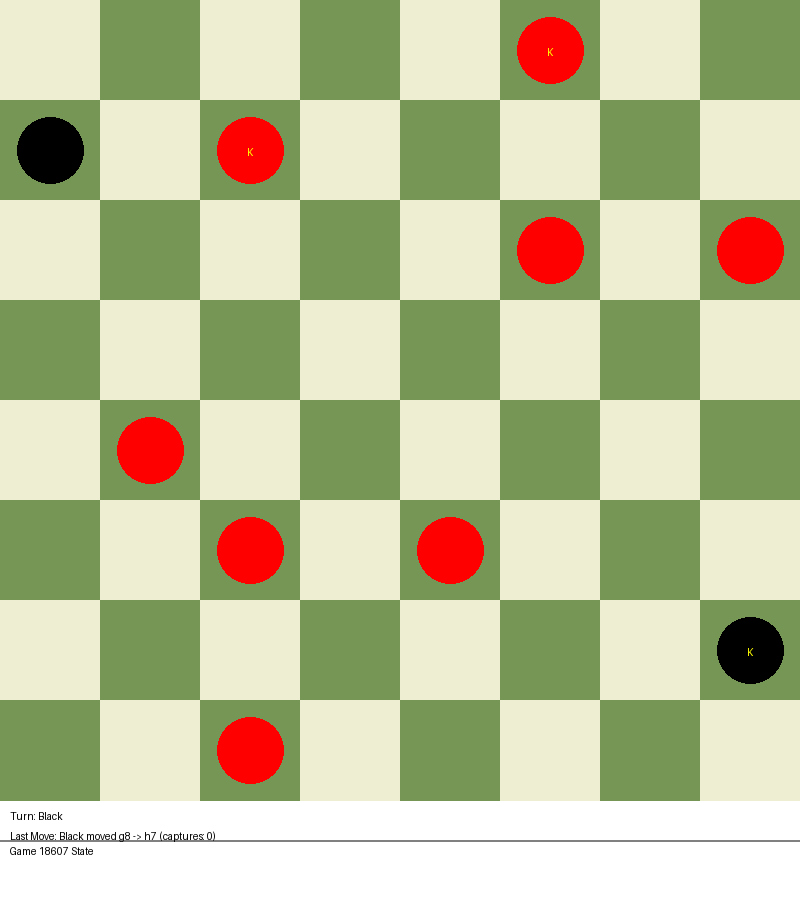 K
K
K
Turn: Black
Last Move: Black moved g8 -> h7 (captures: 0)
Game 18607 State